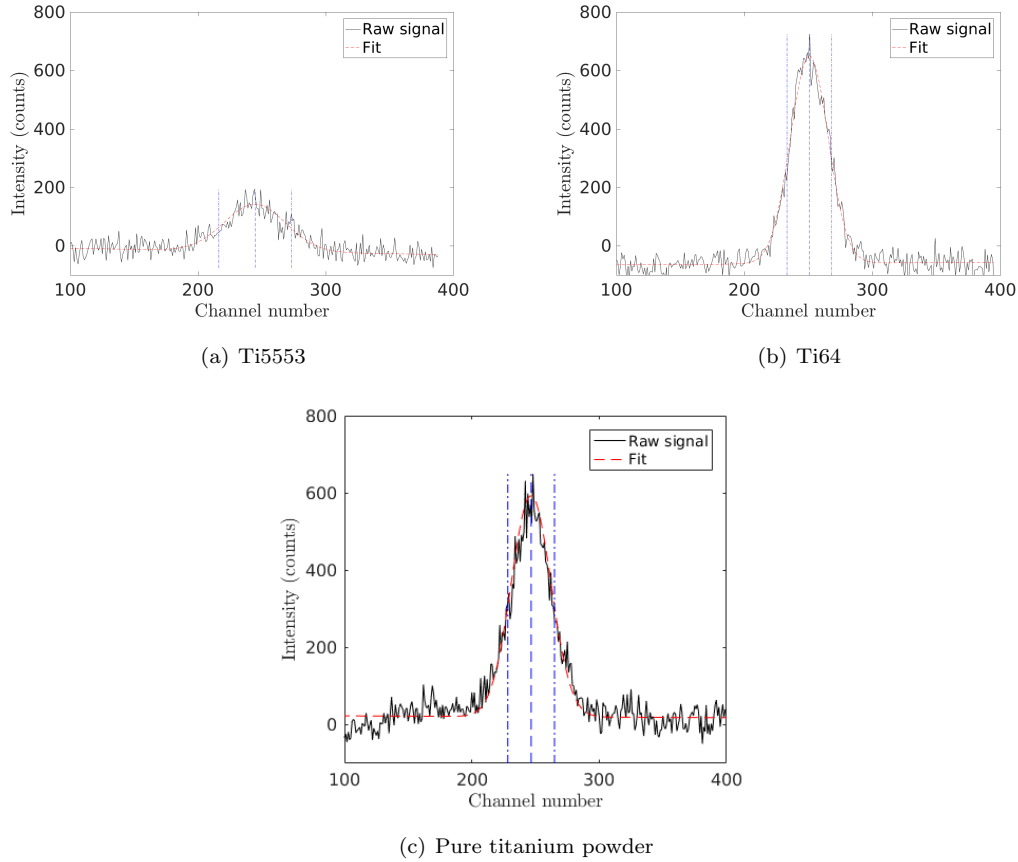 800
600
400
200
0
100 200 300 400
Intensity (counts)
Channel number
Raw signal
Fit
(a) Ti5553
800
600
400
200
0
100 200 300 400
Intensity (counts)
Channel number
Raw signal
Fit
(b) Ti64
800
600
400
200
0
100 200 300 400
Intensity (counts)
Channel number
Raw signal
Fit
(c) Pure titanium powder